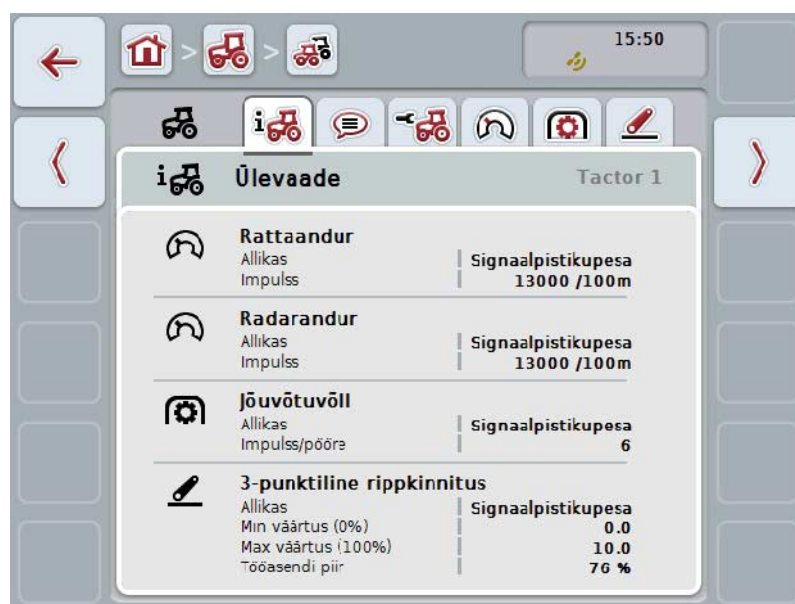 15:50
i
i Ülevaade Tactor 1
Rattaandur
Allikas Signaalpistikupesa
Impulss 13000 /100m
Radarandur
Allikas Signaalpistikupesa
Impulss 13000 /100m
Jõuvõtuvõll
Allikas Signaalpistikupesa
Impulss/pööre 6
3-punktiline rippkinnitus
Allikas Signaalpistikupesa
Min väärtus (0%) 0.0
Max väärtus (100%) 10.0
Tööasendi piir 76 %